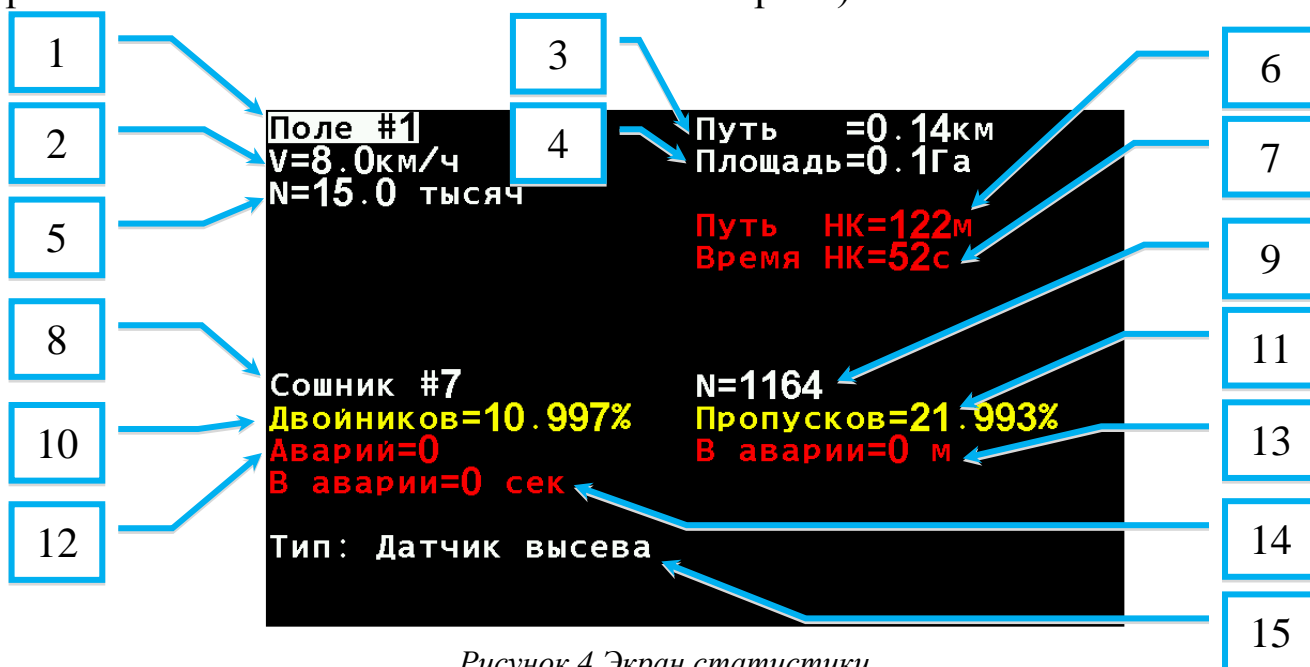 1
3
6
Поле #1
Путь =0.14км
2
V=8.0км/ч
4
Площадь=0.1Га
7
N=15.0 тысяч
5
Путь НК=122м
Время НК=52с
9
8
11
Сошник #7
N=1164
Двойников=10.997%
Пропусков=21.993%
10
13
Аварий=0
В аварии=0 м
В аварии=0 сек
12
14
Тип: Датчик высева
15
Рисунок 4 Экран статистики